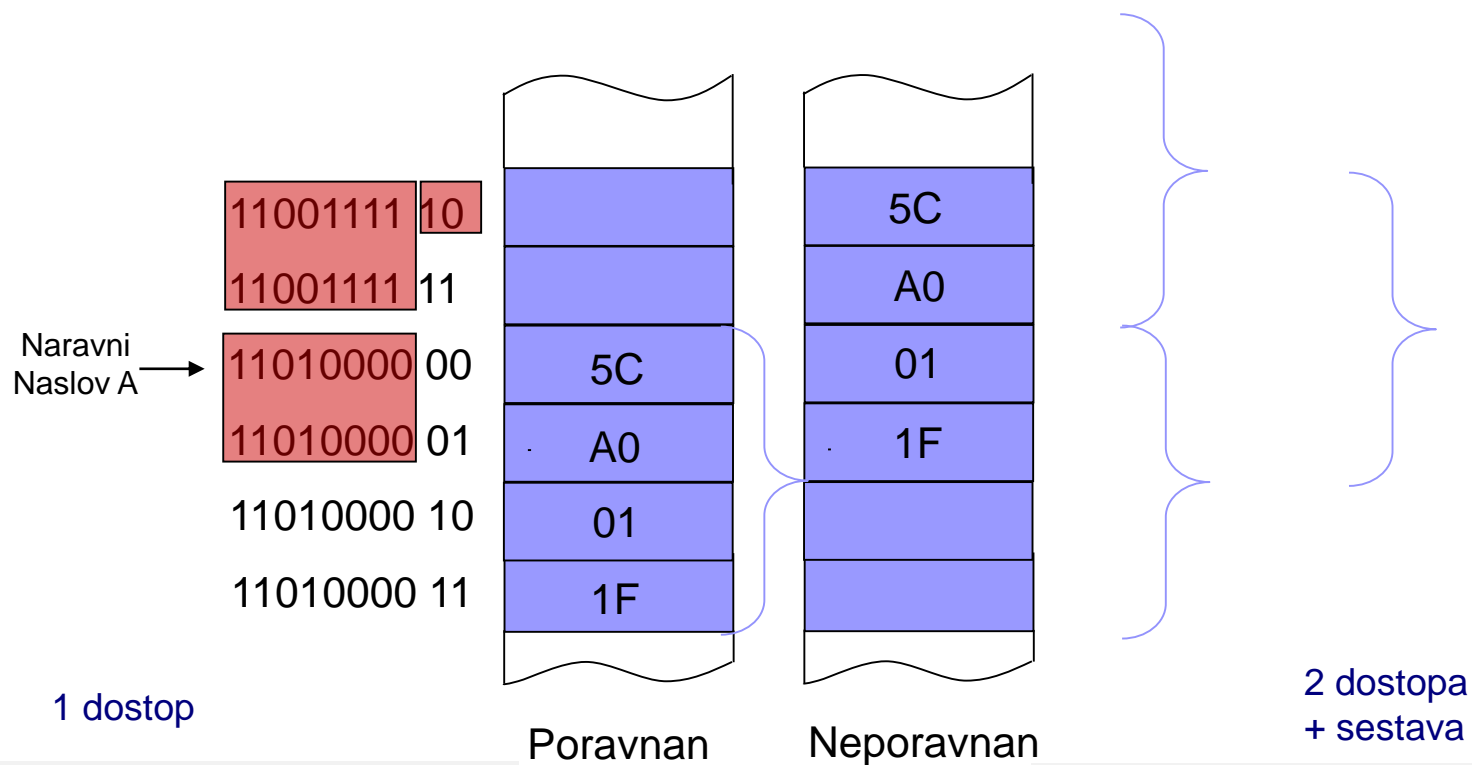 11001111 10
5C
11001111 11
A0
Naravni
Naslov A
11010000 00
5C
01
11010000 01
A0
1F
11010000 10
01
11010000 11
1F
1 dostop
2 dostopa
+ sestava
Poravnan
Neporavnan